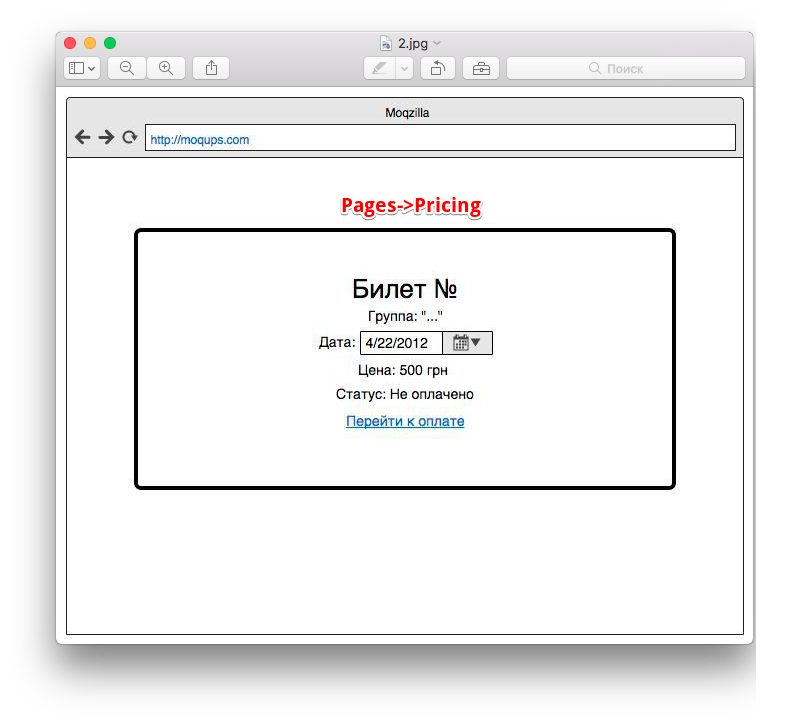 2.jpg
Поиск
Moqzilla
http://moqups.com
Pages->Pricing
Билет №
Группа: "..."
Дата: 4/22/2012
Цена: 500 грн
Статус: Не оплачено
Перейти к оплате